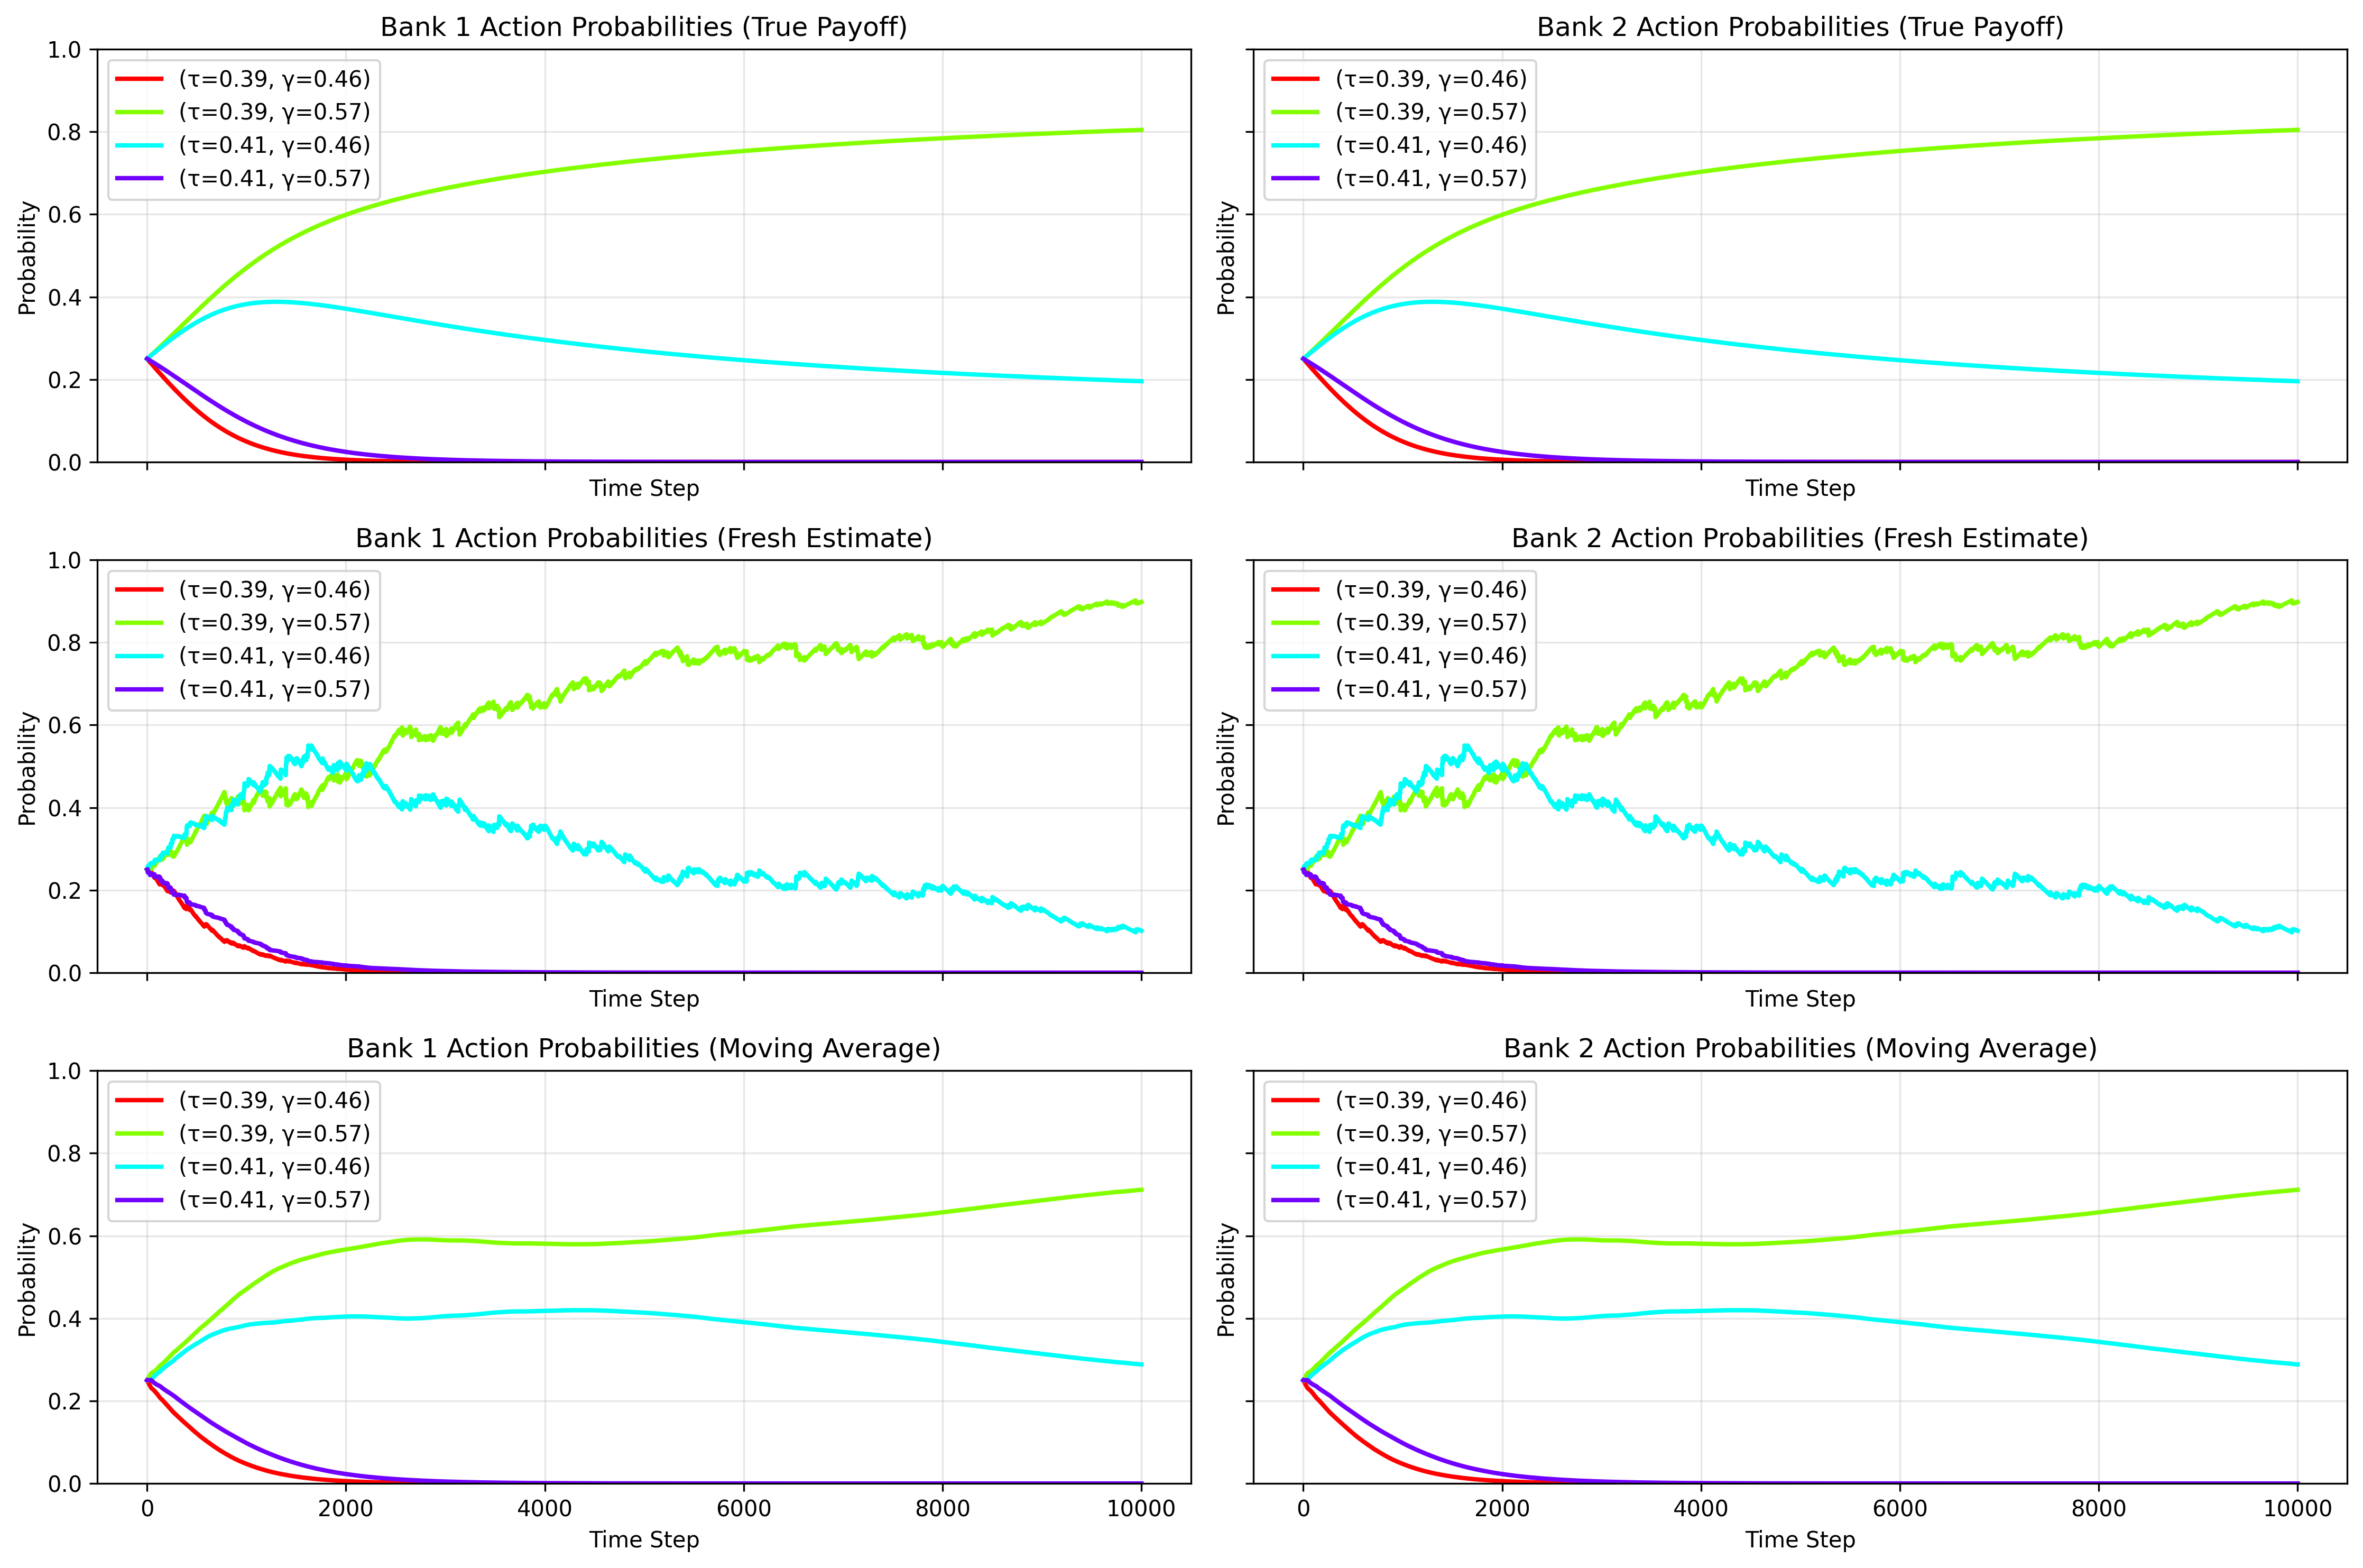 Bank 1 Action Probabilities (True Payoff)
1.0
0.8
0.6
0.4
0.2
0.0
Probability
(τ=0.39, γ=0.46)
(τ=0.39, γ=0.57)
(τ=0.41, γ=0.46)
(τ=0.41, γ=0.57)
Time Step
Bank 2 Action Probabilities (True Payoff)
Probability
(τ=0.39, γ=0.46)
(τ=0.39, γ=0.57)
(τ=0.41, γ=0.46)
(τ=0.41, γ=0.57)
Time Step
Bank 1 Action Probabilities (Fresh Estimate)
1.0
0.8
0.6
0.4
0.2
0.0
Probability
(τ=0.39, γ=0.46)
(τ=0.39, γ=0.57)
(τ=0.41, γ=0.46)
(τ=0.41, γ=0.57)
Time Step
Bank 2 Action Probabilities (Fresh Estimate)
Probability
(τ=0.39, γ=0.46)
(τ=0.39, γ=0.57)
(τ=0.41, γ=0.46)
(τ=0.41, γ=0.57)
Time Step
Bank 1 Action Probabilities (Moving Average)
1.0
0.8
0.6
0.4
0.2
0.0
Probability
(τ=0.39, γ=0.46)
(τ=0.39, γ=0.57)
(τ=0.41, γ=0.46)
(τ=0.41, γ=0.57)
0 2000 4000 6000 8000 10000
Time Step
Bank 2 Action Probabilities (Moving Average)
Probability
(τ=0.39, γ=0.46)
(τ=0.39, γ=0.57)
(τ=0.41, γ=0.46)
(τ=0.41, γ=0.57)
0 2000 4000 6000 8000 10000
Time Step